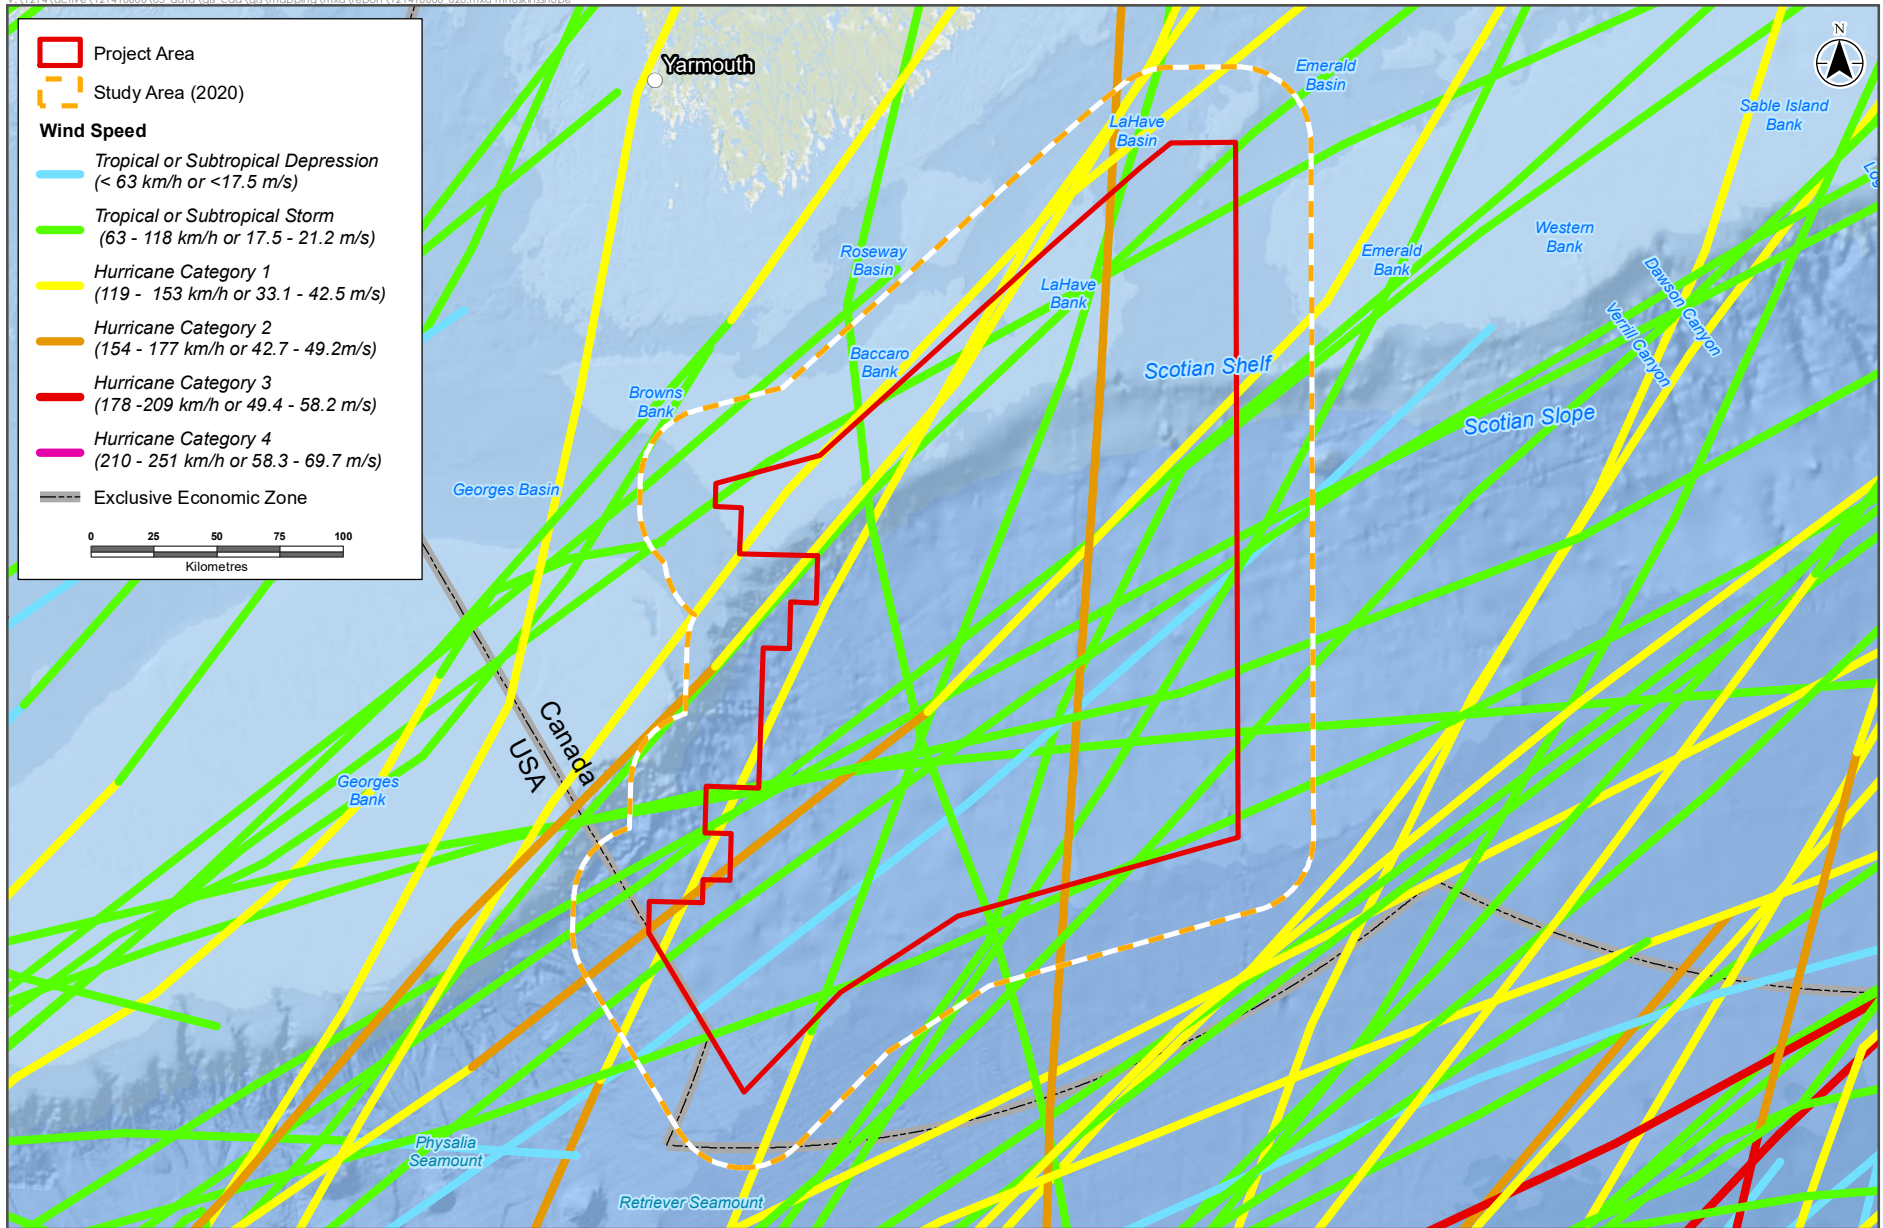 Project Area
Study Area (2020)
Wind Speed
Tropical or Subtropical Depression
(< 63 km/h or <17.5 m/s)
Tropical or Subtropical Storm
(63 - 118 km/h or 17.5 - 21.2 m/s)
Hurricane Category 1
(119 - 153 km/h or 33.1 - 42.5 m/s)
Hurricane Category 2
(154 - 177 km/h or 42.7 - 49.2m/s)
Hurricane Category 3
(178 -209 km/h or 49.4 - 58.2 m/s)
Hurricane Category 4
(210 - 251 km/h or 58.3 - 69.7 m/s)
Exclusive Economic Zone
0 25 50 75 100
Kilometres
N
Yarmouth
Emerald
Basin
Sable Island
Bank
LaHave
Basin
Roseway
Basin
LaHave
Bank
Emerald
Bank
Western
Bank
Dawson Canyon
Verrill Canyon
Baccaro
Bank
Scotian Shelf
Browns
Bank
Scotian Slope
Georges Basin
Canada
USA
Georges
Bank
Physalia
Seamount
Retriever Seamount